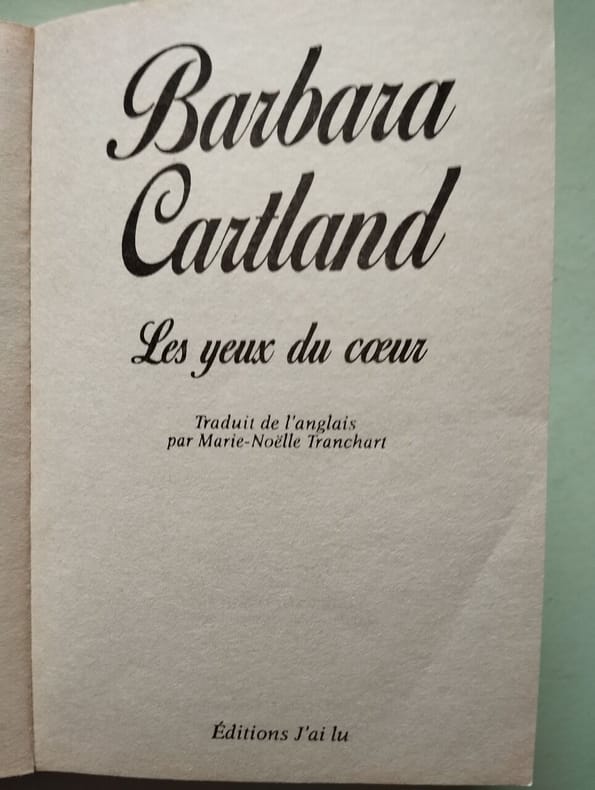 Barbara
Cartland
Les yeux du cœur
Traduit de l'anglais
par Marie-Noëlle Tranchart
Éditions J'ai lu